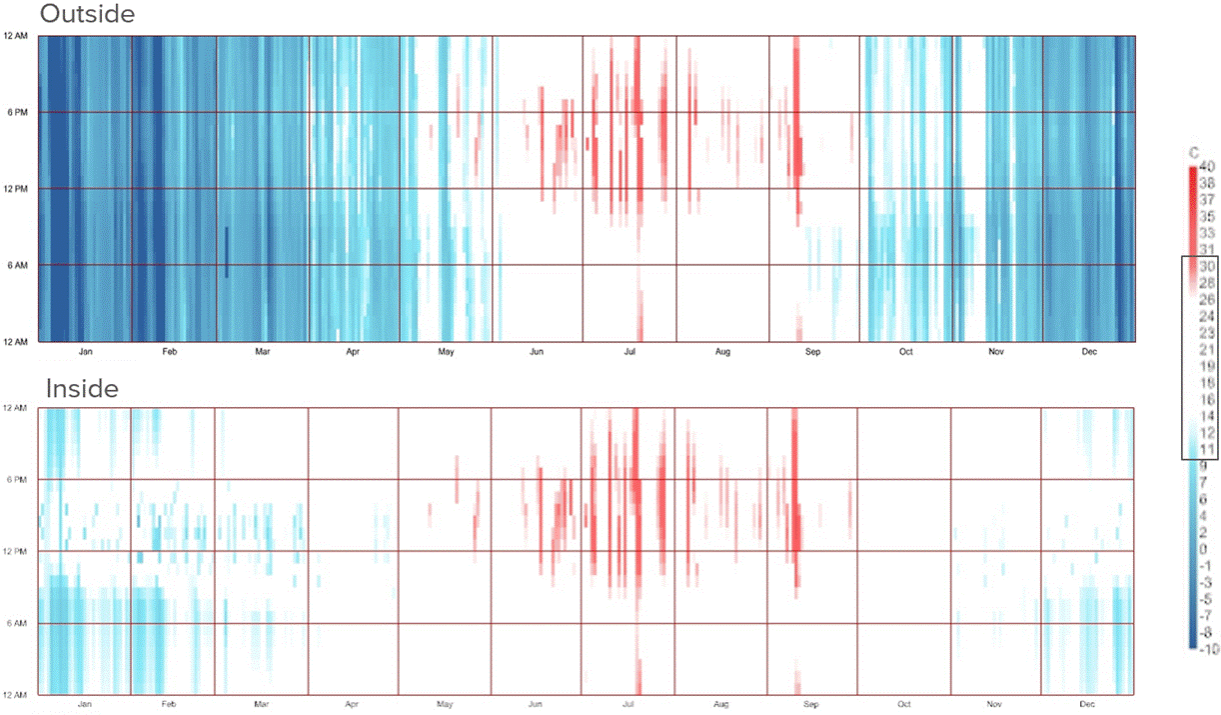 Outside
12 AM
6 PM
12 PM
6 AM
12 AM
Jan Feb Mar Apr May Jun Jul Aug Sep Oct Nov Dec
Inside
12 AM
6 PM
12 PM
6 AM
12 AM
Jan Feb Mar Apr May Jun Jul Aug Sep Oct Nov Dec
C
40
38
37
35
33
31
30
28
26
24
23
21
19
18
16
14
12
11
9
7
6
4
2
0
-1
-3
-5
-7
-8
-10